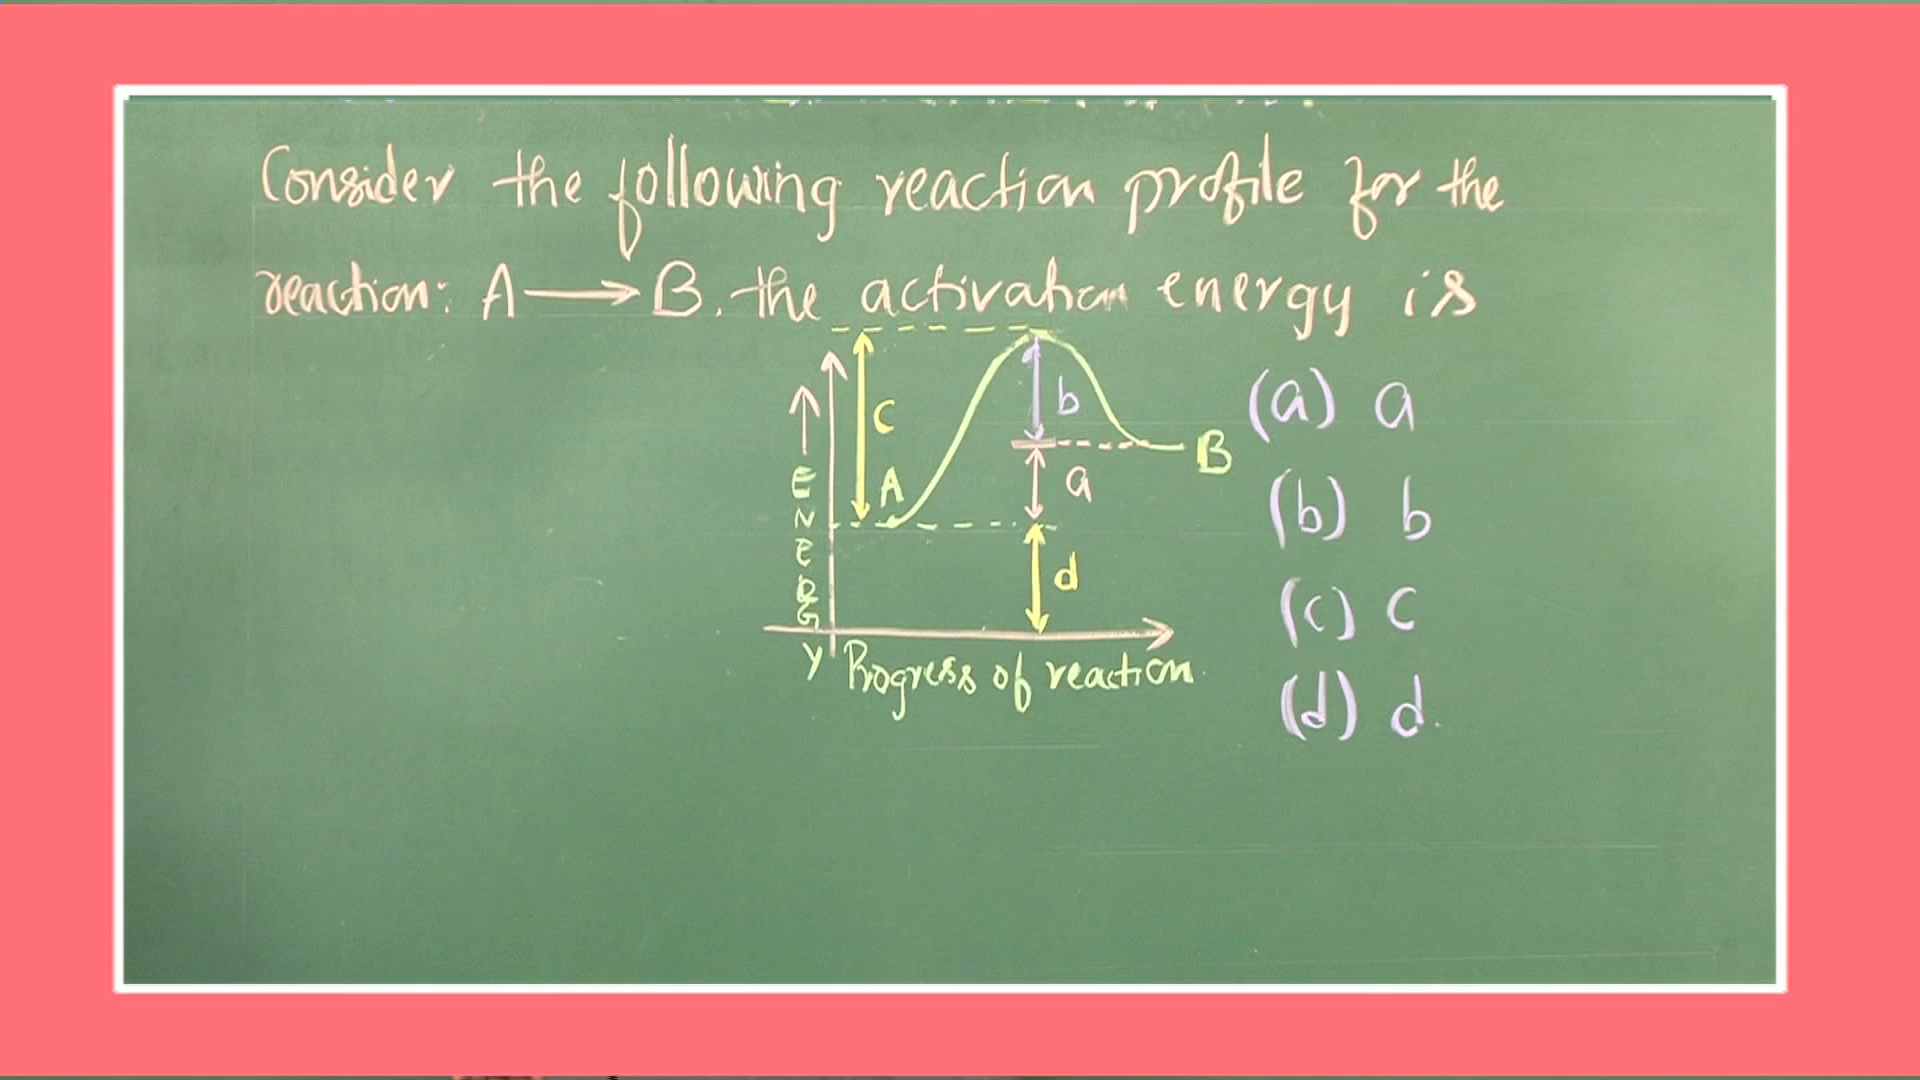 Consider the following reaction profile for the
reaction: A → B. the activation energy is
c
b
(a) a
A
a
B
(b) b
d
(c) c
ENERGY
Progress of reaction.
(d) d.